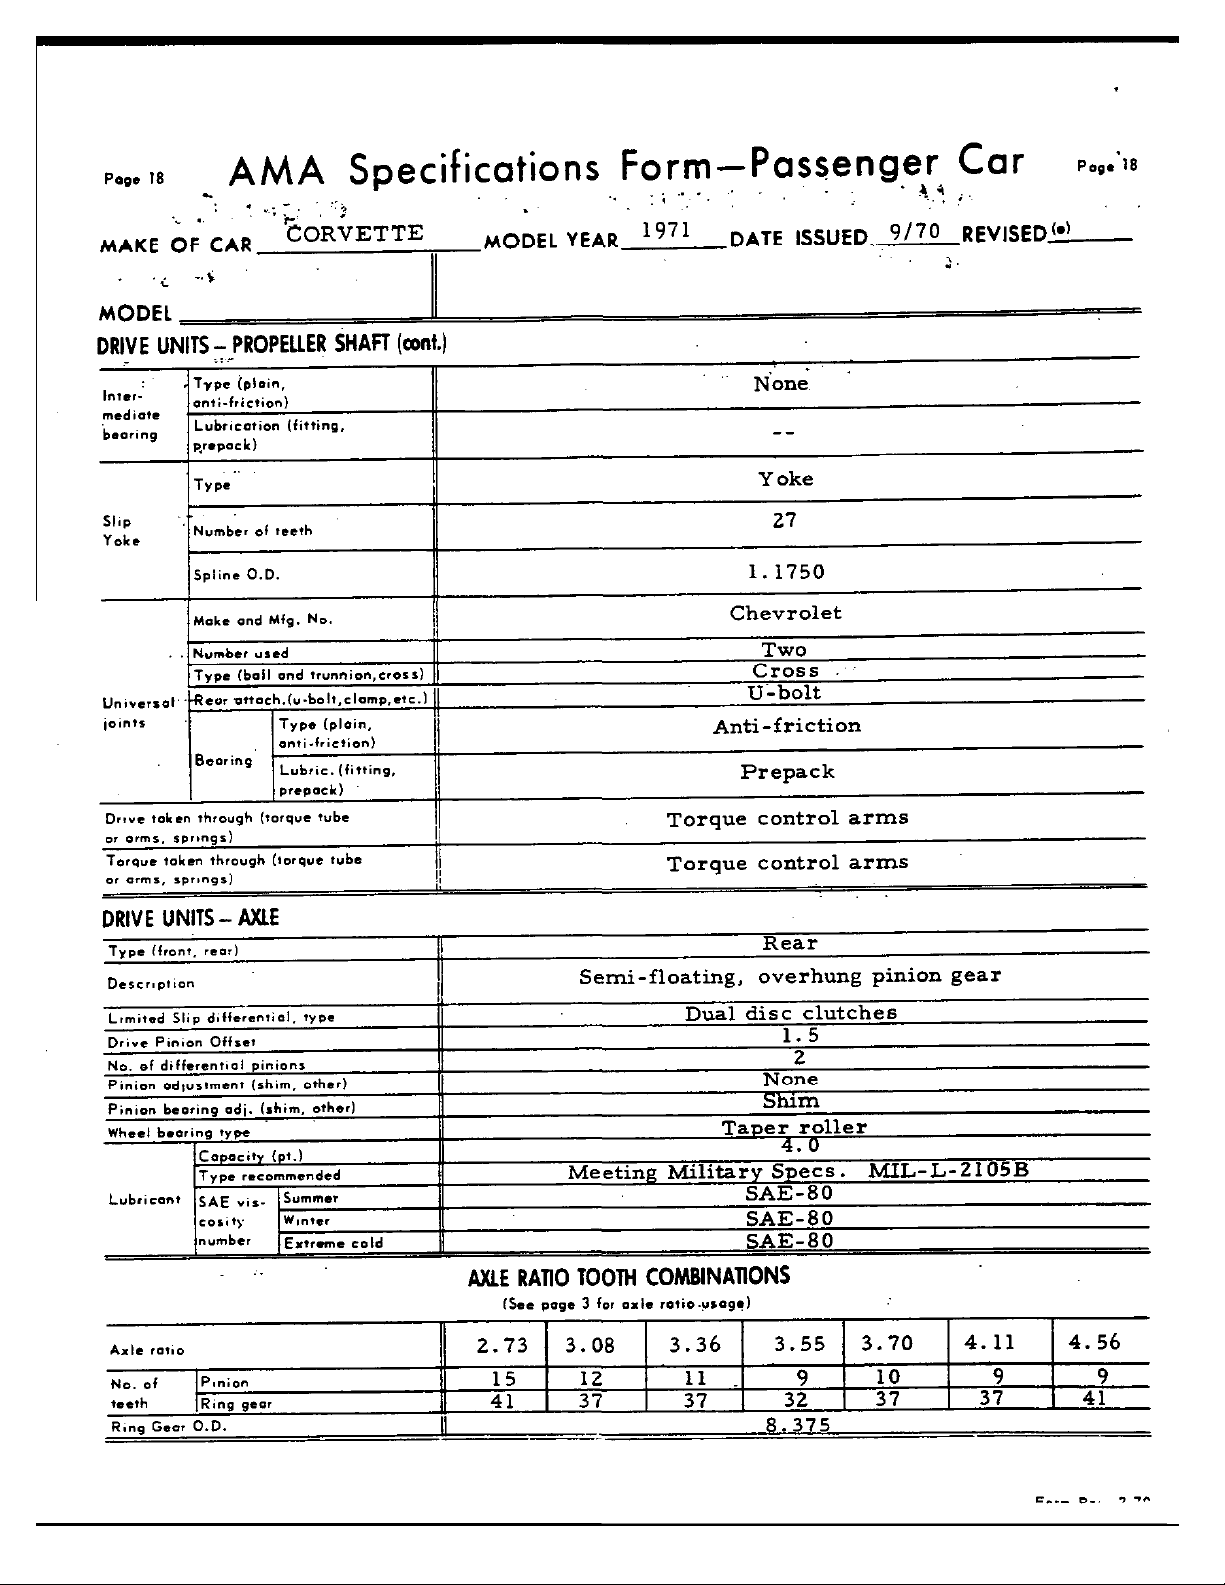 Page 18 AMA Specifications Form—Passenger Car Page 18
MAKE OF CAR CORVETTE MODEL YEAR 1971 DATE ISSUED 9/70 REVISED (•)
MODEL
DRIVE UNITS – PROPELLER SHAFT (cont.)
Inter-mediate bearing
Type (plain, anti-friction) None
Lubrication (fitting, prepack) --
Slip Yoke
Type Yoke
Number of teeth 27
Spline O.D. 1.1750
Universal joints
Make and Mfg. No. Chevrolet
Number used Two
Type (ball and trunnion, cross) Cross
Rear attach. (u-bolt, clamp, etc.) U-bolt
Bearing
Type (plain, anti-friction) Anti-friction
Lubric. (fitting, prepack) Prepack
Drive taken through (torque tube or arms, springs) Torque control arms
Torque taken through (torque tube or arms, springs) Torque control arms
DRIVE UNITS – AXLE
Type (front, rear) Rear
Description Semi-floating, overhung pinion gear
Limited Slip differential, type Dual disc clutches
Drive Pinion Offset 1.5
No. of differential pinions 2
Pinion adjustment (shim, other) None
Pinion bearing adj. (shim, other) Shim
Wheel bearing type Taper roller
Lubricant
Capacity (pt.) 4.0
Type recommended Meeting Military Specs. MIL-L-2105B
SAE vis-cosity number
Summer SAE-80
Winter SAE-80
Extreme cold SAE-80
AXLE RATIO TOOTH COMBINATIONS
(See page 3 for axle ratio usage)
Axle ratio 2.73 3.08 3.36 3.55 3.70 4.11 4.56
No. of teeth
Pinion 15 12 11 9 10 9 9
Ring gear 41 37 37 32 37 37 41
Ring Gear O.D. 8.375